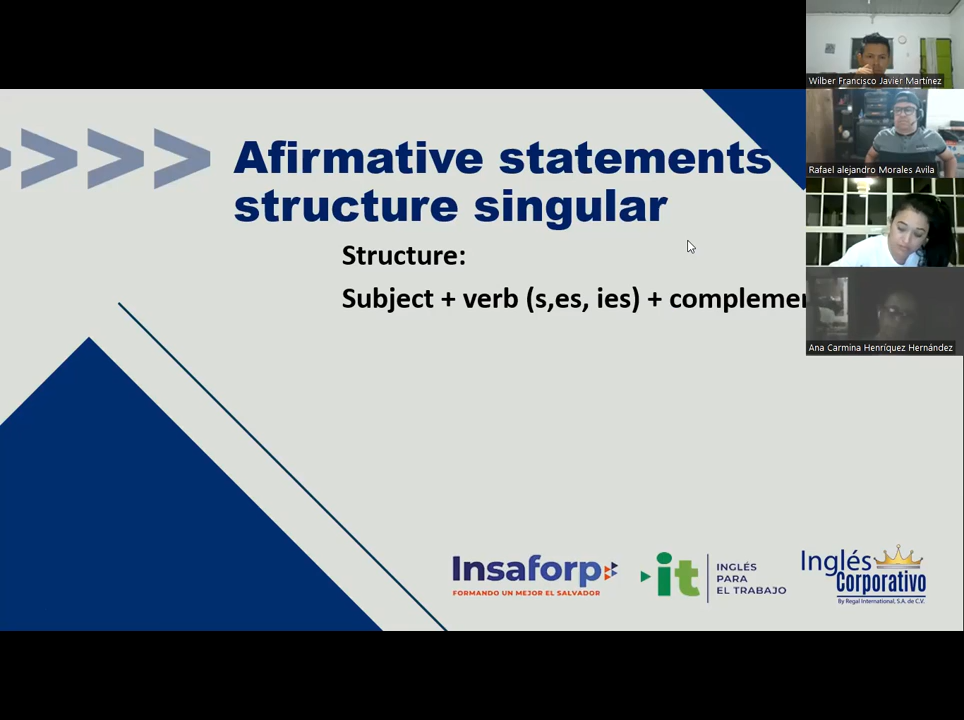 Wilber Francisco Javier Martínez
Rafael alejandro Morales Avila
Ana Carmina Henríquez Hernández
>>>>
Afirmative statements
structure singular
Structure:
Subject + verb (s,es, ies) + complemen
Insaforp
FORMANDO UN MEJOR EL SALVADOR
it
INGLÉS
PARA
EL TRABAJO
Inglés
Corporativo
By Regal International, S.A. de C.V.